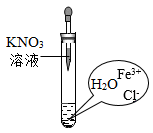 KNO₃
溶液
Fe³⁺
H₂O
Cl⁻